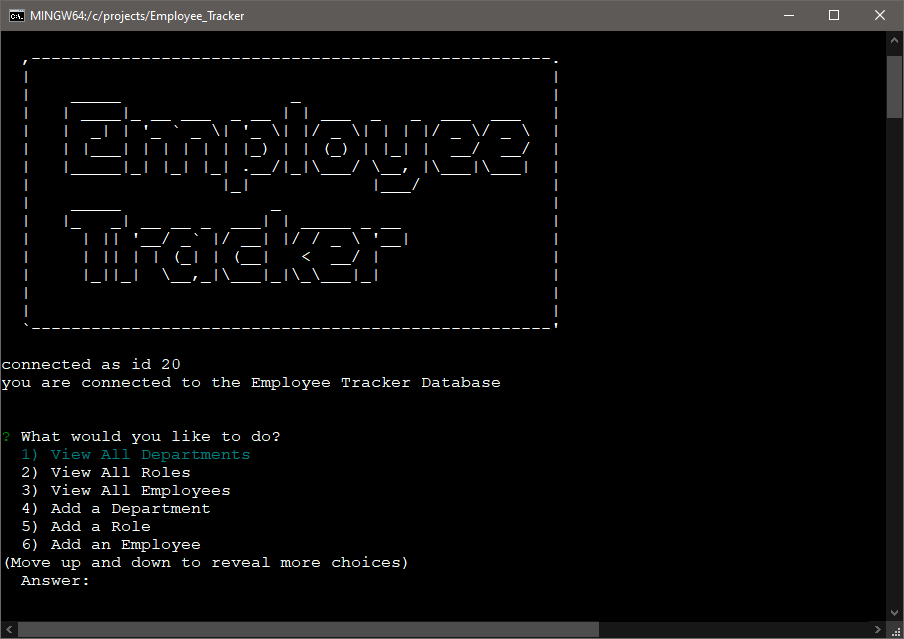 MINGW64:/c/projects/Employee_Tracker
Employee
Tracker
connected as id 20
you are connected to the Employee Tracker Database
? What would you like to do?
1) View All Departments
2) View All Roles
3) View All Employees
4) Add a Department
5) Add a Role
6) Add an Employee
(Move up and down to reveal more choices)
Answer: